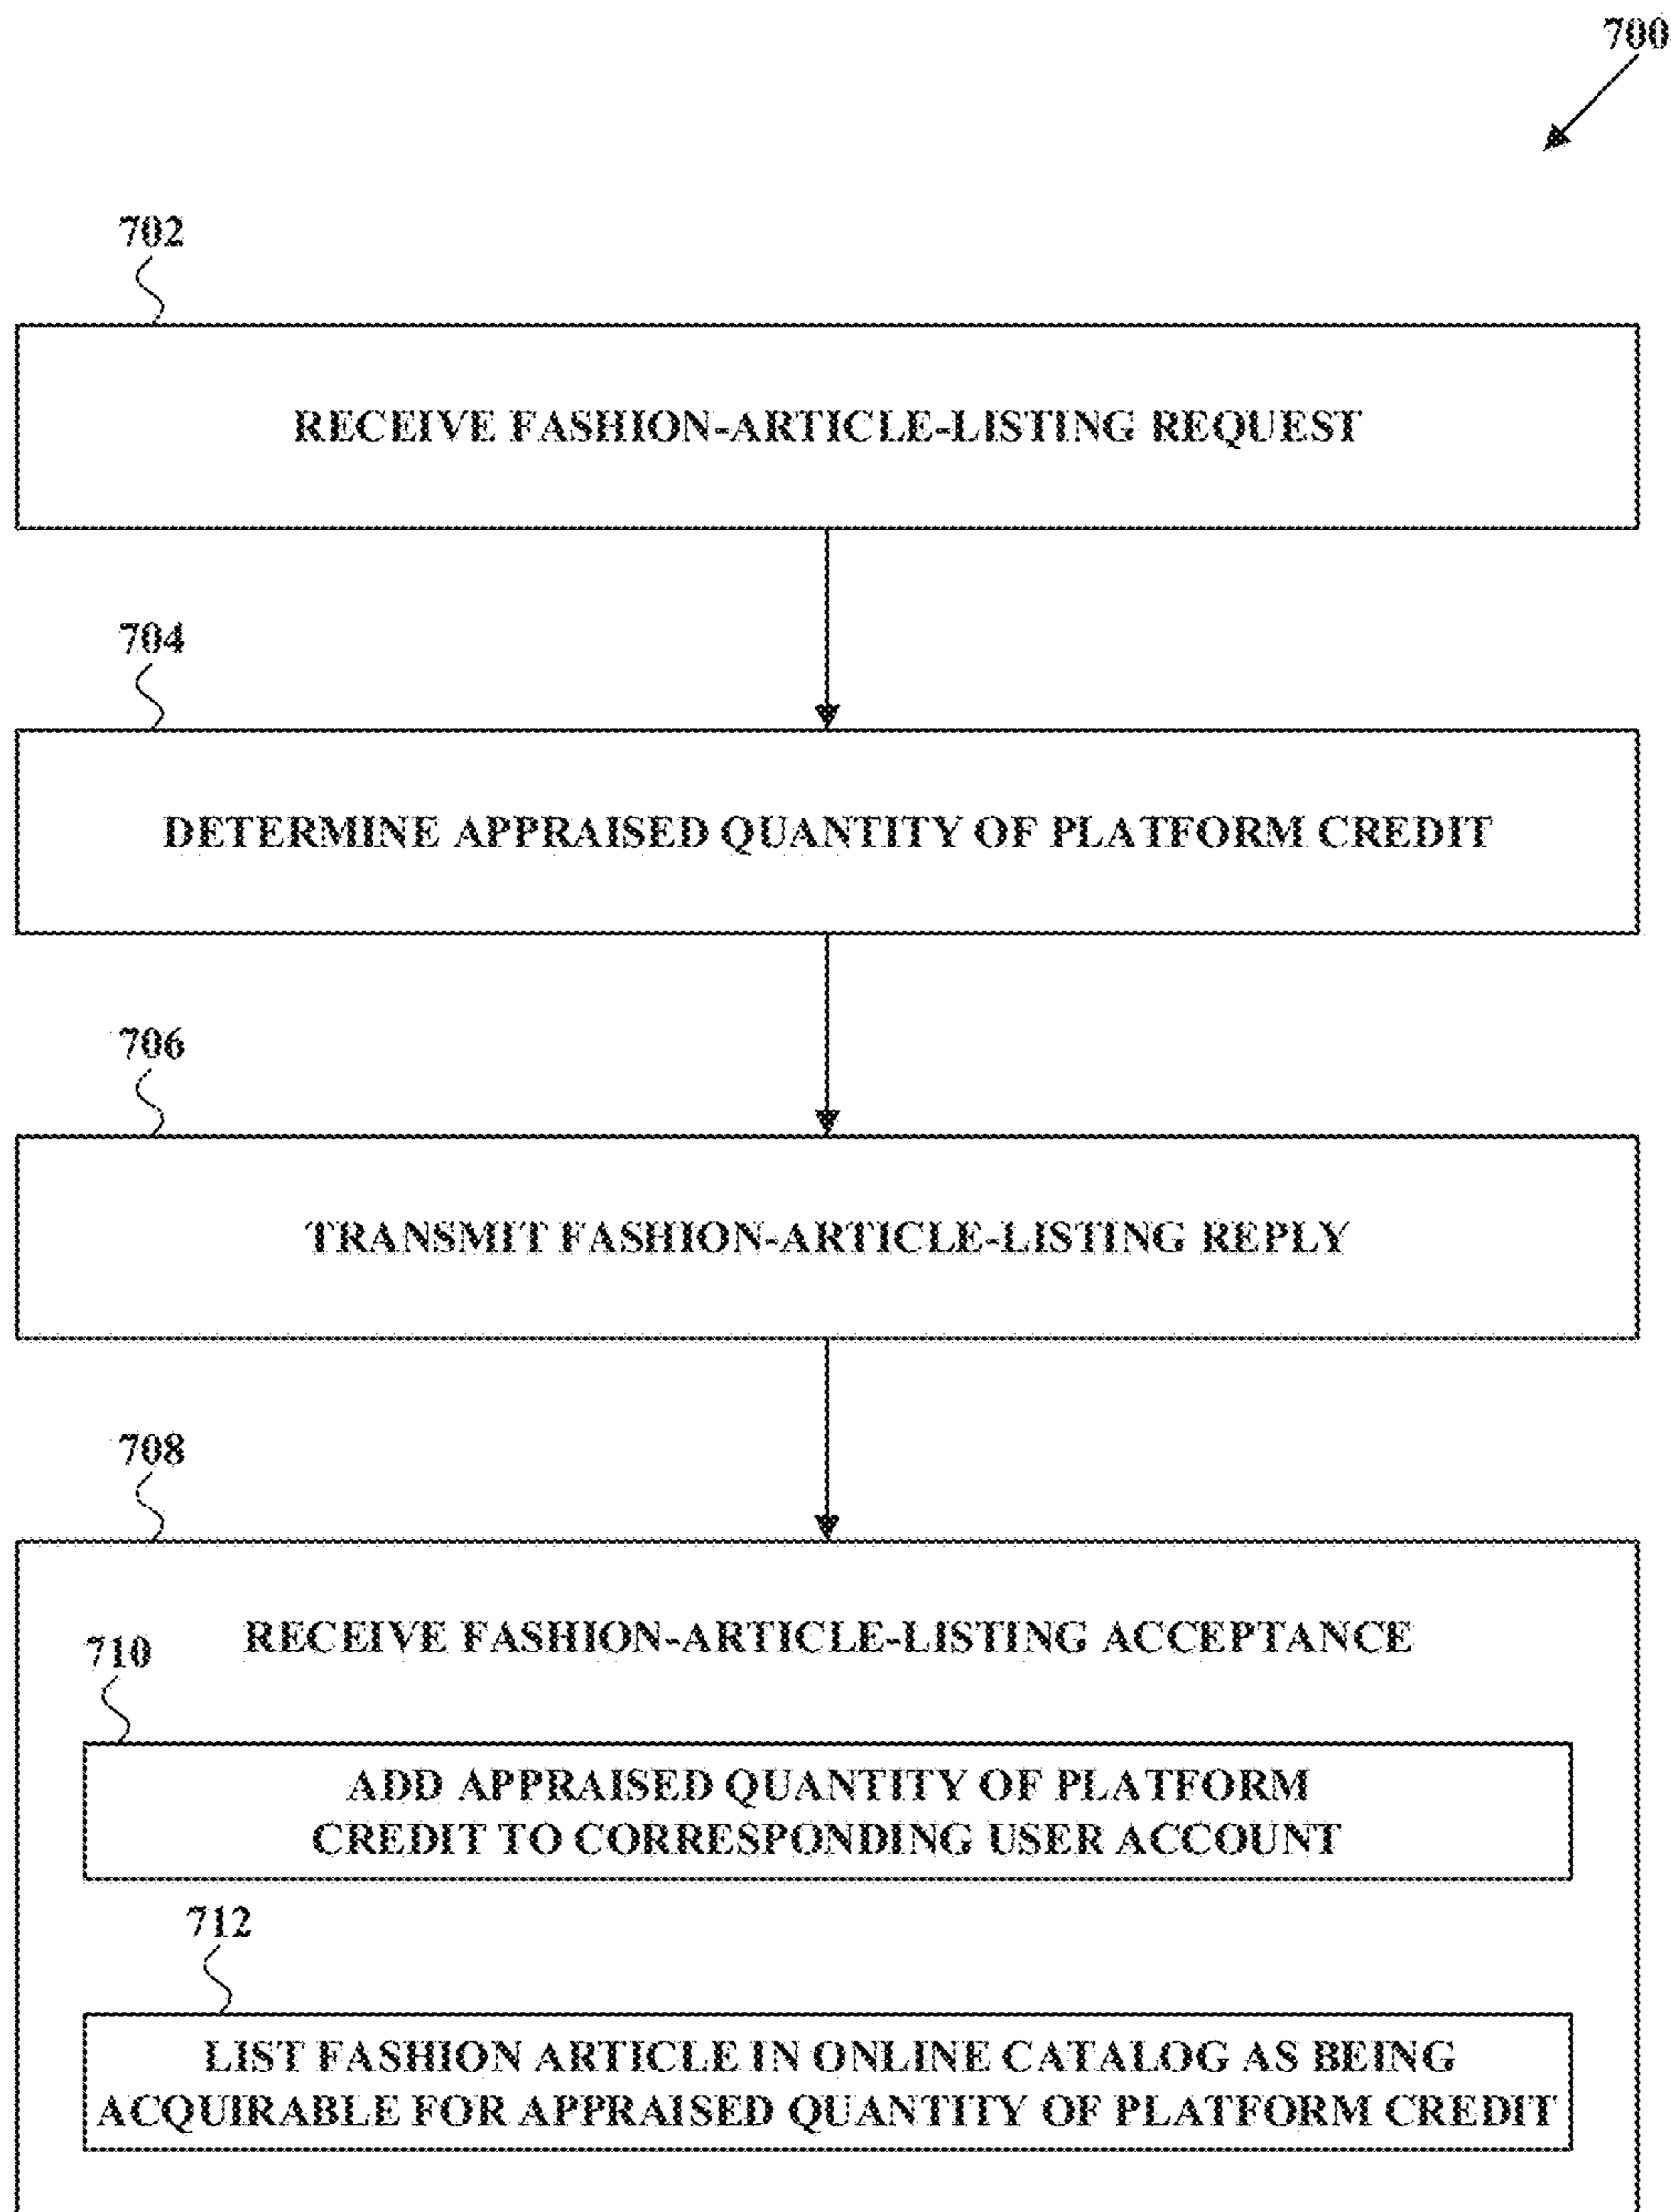 700
702
RECEIVE FASHION-ARTICLE-LISTING REQUEST
704
DETERMINE APPRAISED QUANTITY OF PLATFORM CREDIT
706
TRANSMIT FASHION-ARTICLE-LISTING REPLY
708
RECEIVE FASHION-ARTICLE-LISTING ACCEPTANCE
710
ADD APPRAISED QUANTITY OF PLATFORM
CREDIT TO CORRESPONDING USER ACCOUNT
712
LIST FASHION ARTICLE IN ONLINE CATALOG AS BEING
ACQUIRABLE FOR APPRAISED QUANTITY OF PLATFORM CREDIT